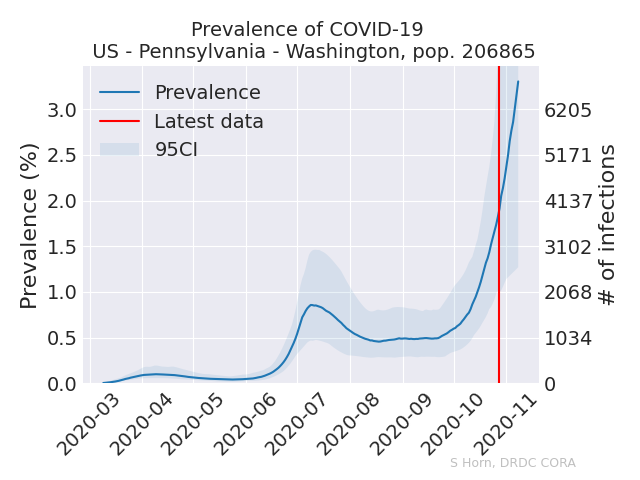 Prevalence of COVID-19
US - Pennsylvania - Washington, pop. 206865
Prevalence
Latest data
95CI
Prevalence (%)
3.0
2.5
2.0
1.5
1.0
0.5
0.0
6205
5171
4137
3102
2068
1034
0
# of infections
2020-03
2020-04
2020-05
2020-06
2020-07
2020-08
2020-09
2020-10
2020-11
S Horn, DRDC CORA